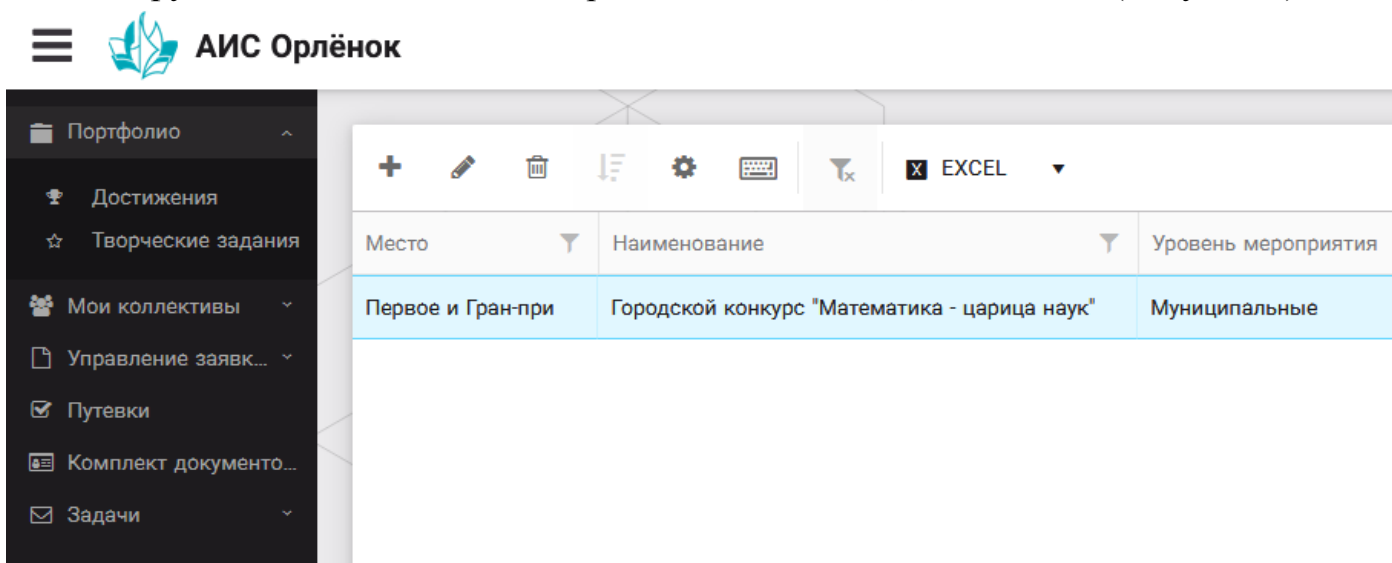 АИС Орлёнок
Портфолио
Достижения
Творческие задания
Мои коллективы
Управление заявк...
Путевки
Комплект документо...
Задачи
EXCEL
Место Наименование Уровень мероприятия
Первое и Гран-при Городской конкурс "Математика - царица наук" Муниципальные